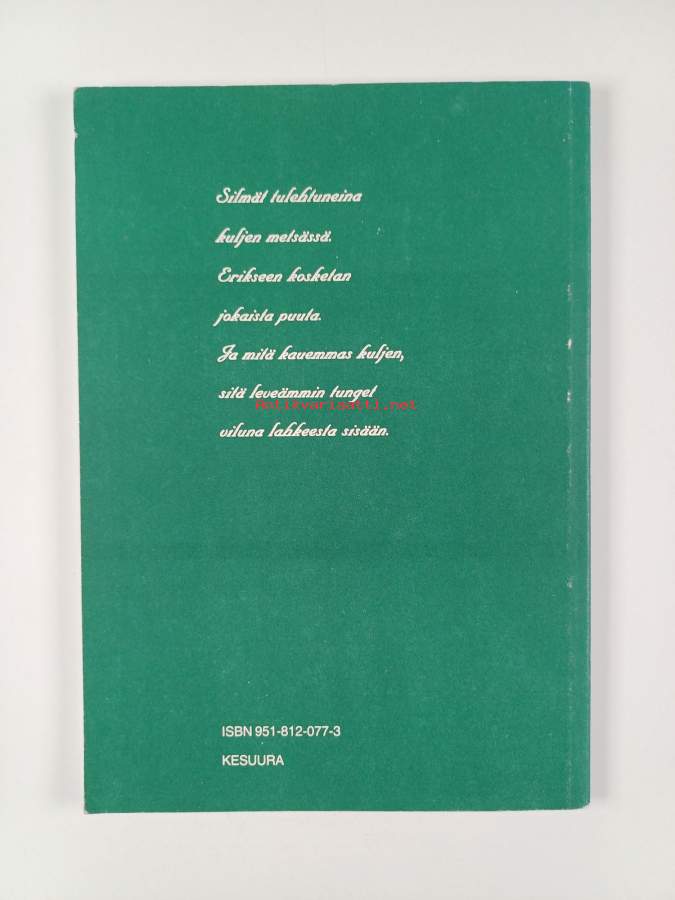 Silmät tulehtuneina
kuljen metsässä.
Erikseen kosketan
jokaista puuta.
Ja mitä kauemmas kuljen,
sitä leveämmin tunget
Antikvariaatti.net
viluna lahkeesta sisään.
ISBN 951-812-077-3
KESUURA